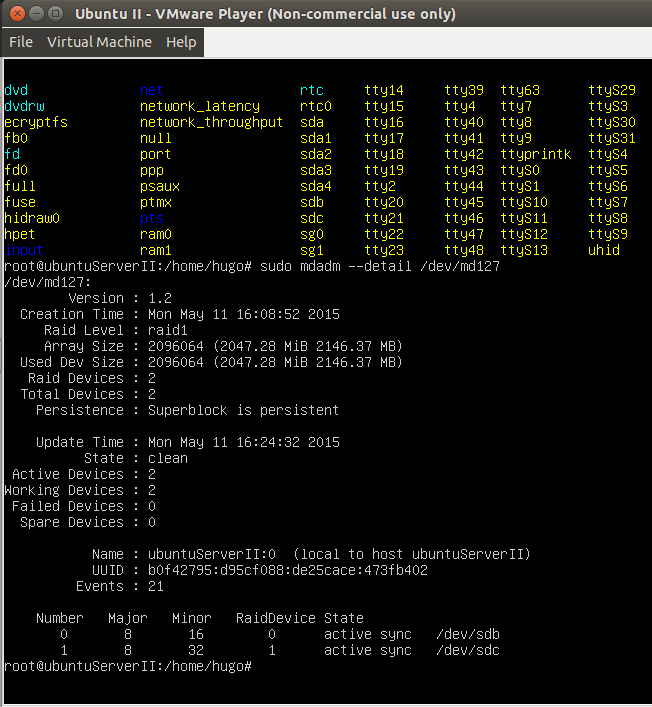 Ubuntu II - VMware Player (Non-commercial use only)
File Virtual Machine Help
dvd net rtc tty14 tty39 tty63 ttyS29
dvdrw network_latency rtc0 tty15 tty4 tty7 ttyS3
ecryptfs network_throughput sda tty16 tty40 tty8 ttyS30
fb0 null sda1 tty17 tty41 tty9 ttyS31
fd port sda2 tty18 tty42 ttyprintk ttyS4
fd0 ppp sda3 tty19 tty43 ttyS0 ttyS5
full psaux sda4 tty2 tty44 ttyS1 ttyS6
fuse ptmx sdb tty20 tty45 ttyS10 ttyS7
hidraw0 pts sdc tty21 tty46 ttyS11 ttyS8
hpet ram0 sg0 tty22 tty47 ttyS12 ttyS9
input ram1 sg1 tty23 tty48 ttyS13 uhid
root@ubuntuServerII:/home/hugo# sudo mdadm --detail /dev/md127
/dev/md127:
Version : 1.2
Creation Time : Mon May 11 16:08:52 2015
Raid Level : raid1
Array Size : 2096064 (2047.28 MiB 2146.37 MB)
Used Dev Size : 2096064 (2047.28 MiB 2146.37 MB)
Raid Devices : 2
Total Devices : 2
Persistence : Superblock is persistent
Update Time : Mon May 11 16:24:32 2015
State : clean
Active Devices : 2
Working Devices : 2
Failed Devices : 0
Spare Devices : 0
Name : ubuntuServerII:0 (local to host ubuntuServerII)
UUID : b0f42795:d95cf088:de25cace:473fb402
Events : 21
Number Major Minor RaidDevice State
0 8 16 0 active sync /dev/sdb
1 8 32 1 active sync /dev/sdc
root@ubuntuServerII:/home/hugo#